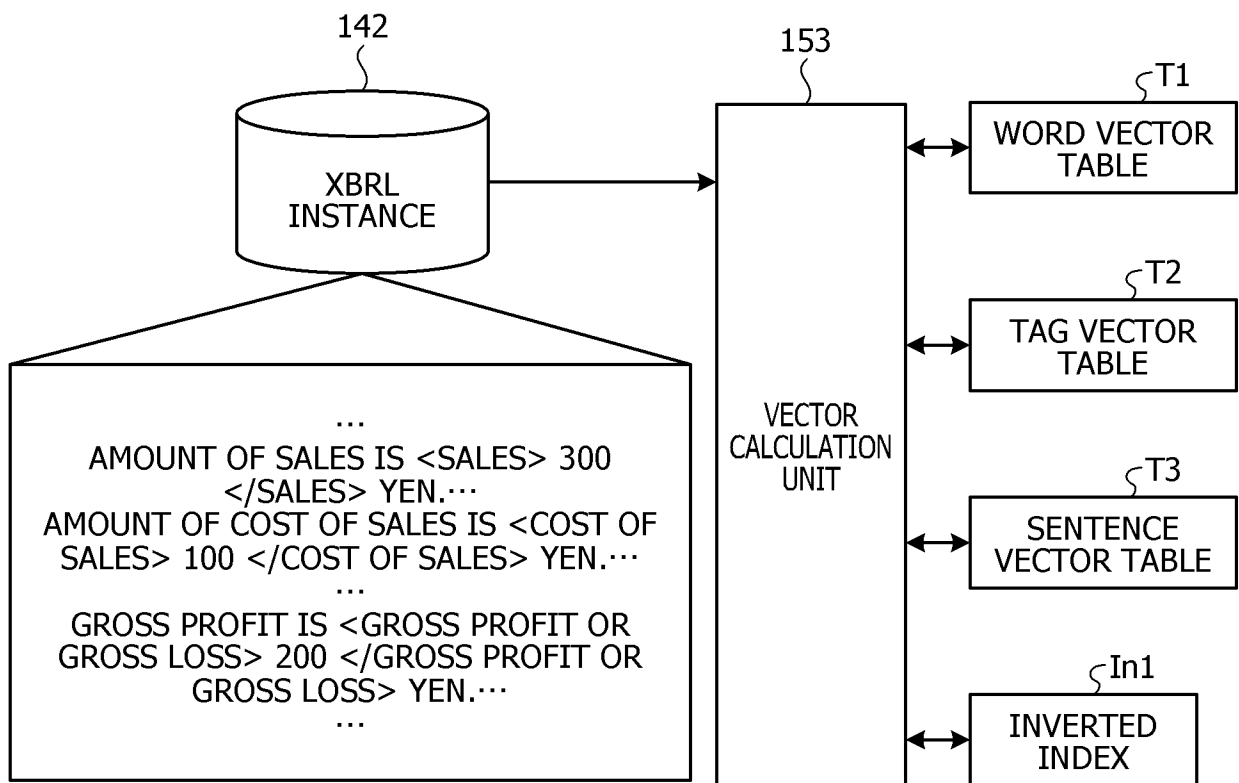 142
XBRL
INSTANCE
…
AMOUNT OF SALES IS <SALES> 300
</SALES> YEN.…
AMOUNT OF COST OF SALES IS <COST OF
SALES> 100 </COST OF SALES> YEN.…
…
GROSS PROFIT IS <GROSS PROFIT OR
GROSS LOSS> 200 </GROSS PROFIT OR
GROSS LOSS> YEN.…
…
153
VECTOR
CALCULATION
UNIT
T1
WORD VECTOR
TABLE
T2
TAG VECTOR
TABLE
T3
SENTENCE
VECTOR TABLE
In1
INVERTED
INDEX